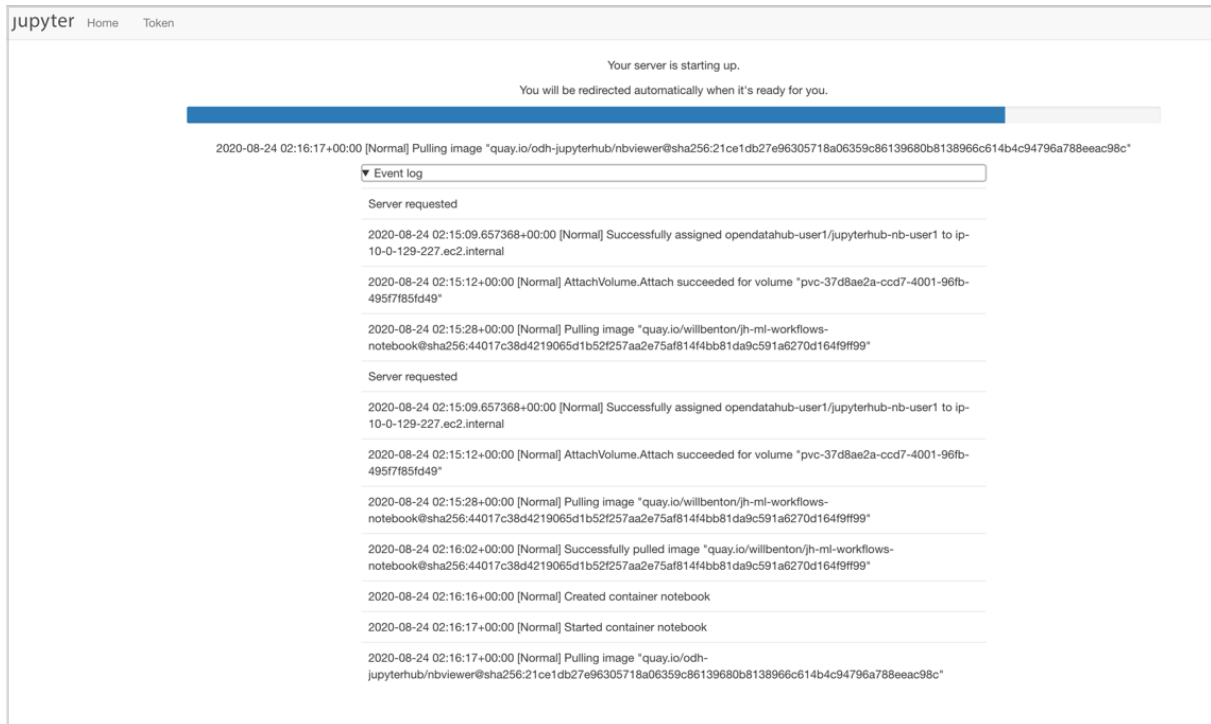 jupyter Home Token
Your server is starting up.
You will be redirected automatically when it's ready for you.
2020-08-24 02:16:17+00:00 [Normal] Pulling image "quay.io/odh-jupyterhub/nbviewer@sha256:21ce1db27e96305718a06359c86139680b8138966c614b4c94796a788eeac98c"
▼ Event log
Server requested
2020-08-24 02:15:09.657368+00:00 [Normal] Successfully assigned opendatahub-user1/jupyterhub-nb-user1 to ip-
10-0-129-227.ec2.internal
2020-08-24 02:15:12+00:00 [Normal] AttachVolume.Attach succeeded for volume "pvc-37d8ae2a-ccd7-4001-96fb-
495f7f85fd49"
2020-08-24 02:15:28+00:00 [Normal] Pulling image "quay.io/willbenton/jh-ml-workflows-
notebook@sha256:44017c38d4219065d1b52f257aa2e75af814f4bb81da9c591a6270d164f9ff99"
Server requested
2020-08-24 02:15:09.657368+00:00 [Normal] Successfully assigned opendatahub-user1/jupyterhub-nb-user1 to ip-
10-0-129-227.ec2.internal
2020-08-24 02:15:12+00:00 [Normal] AttachVolume.Attach succeeded for volume "pvc-37d8ae2a-ccd7-4001-96fb-
495f7f85fd49"
2020-08-24 02:15:28+00:00 [Normal] Pulling image "quay.io/willbenton/jh-ml-workflows-
notebook@sha256:44017c38d4219065d1b52f257aa2e75af814f4bb81da9c591a6270d164f9ff99"
2020-08-24 02:16:02+00:00 [Normal] Successfully pulled image "quay.io/willbenton/jh-ml-workflows-
notebook@sha256:44017c38d4219065d1b52f257aa2e75af814f4bb81da9c591a6270d164f9ff99"
2020-08-24 02:16:16+00:00 [Normal] Created container notebook
2020-08-24 02:16:17+00:00 [Normal] Started container notebook
2020-08-24 02:16:17+00:00 [Normal] Pulling image "quay.io/odh-
jupyterhub/nbviewer@sha256:21ce1db27e96305718a06359c86139680b8138966c614b4c94796a788eeac98c"